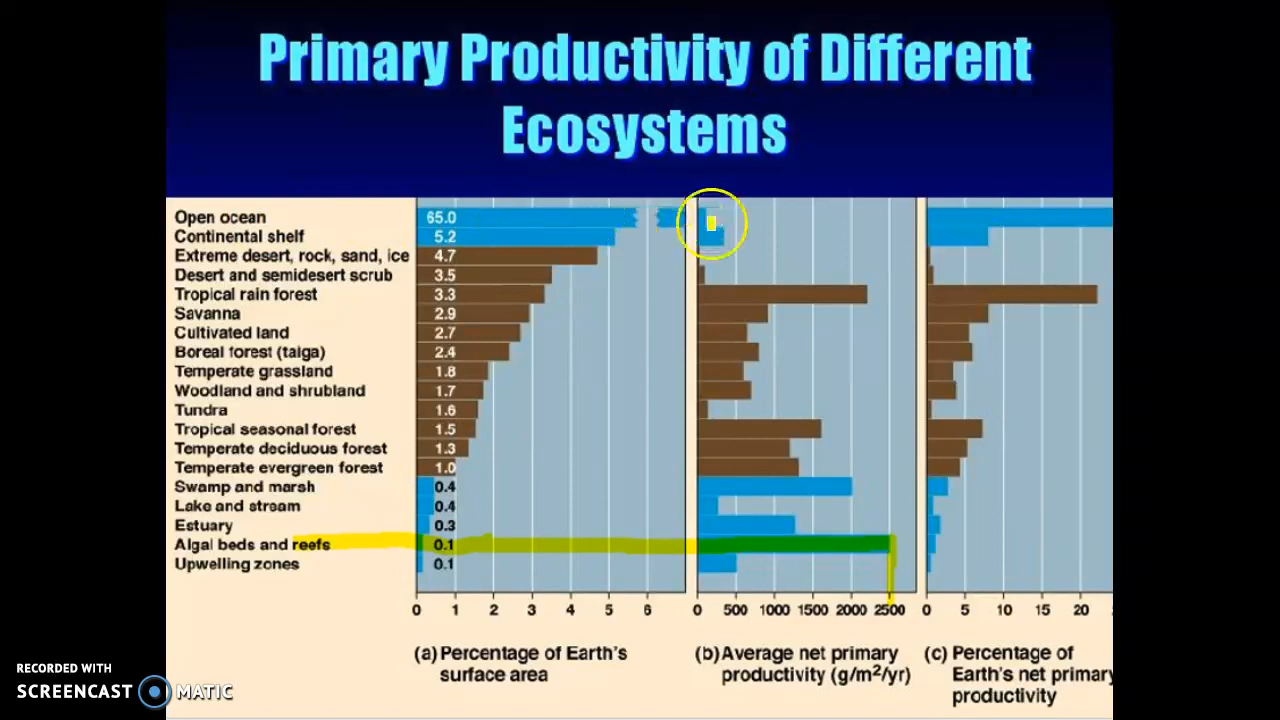 Primary Productivity of Different
Ecosystems
Open ocean 65.0
Continental shelf 5.2
Extreme desert, rock, sand, ice 4.7
Desert and semidesert scrub 3.5
Tropical rain forest 3.3
Savanna 2.9
Cultivated land 2.7
Boreal forest (taiga) 2.4
Temperate grassland 1.8
Woodland and shrubland 1.7
Tundra 1.6
Tropical seasonal forest 1.5
Temperate deciduous forest 1.3
Temperate evergreen forest 1.0
Swamp and marsh 0.4
Lake and stream 0.4
Estuary 0.3
Algal beds and reefs 0.1
Upwelling zones 0.1
0 1 2 3 4 5 6
0 500 1000 1500 2000 2500
0 5 10 15 20
(a) Percentage of Earth's
surface area
(b) Average net primary
productivity (g/m²/yr)
(c) Percentage of
Earth's net primary
productivity
RECORDED WITH
SCREENCAST MATIC